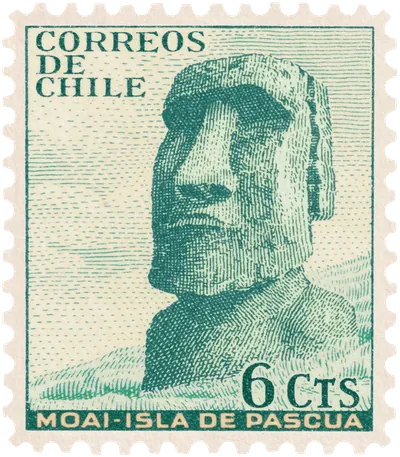 CORREOS
DE
CHILE
6 CTS
MOAI-ISLA DE PASCUA